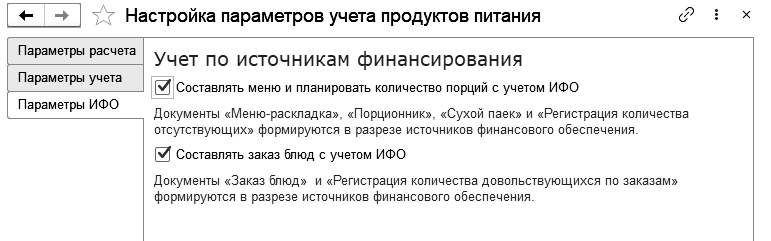 Настройка параметров учета продуктов питания
Параметры расчета
Параметры учета
Параметры ИФО
Учет по источникам финансирования
Составлять меню и планировать количество порций с учетом ИФО
Документы «Меню-раскладка», «Порционник», «Сухой паек» и «Регистрация количества
отсутствующих» формируются в разрезе источников финансового обеспечения.
Составлять заказ блюд с учетом ИФО
Документы «Заказ блюд» и «Регистрация количества довольствующихся по заказам»
формируются в разрезе источников финансового обеспечения.